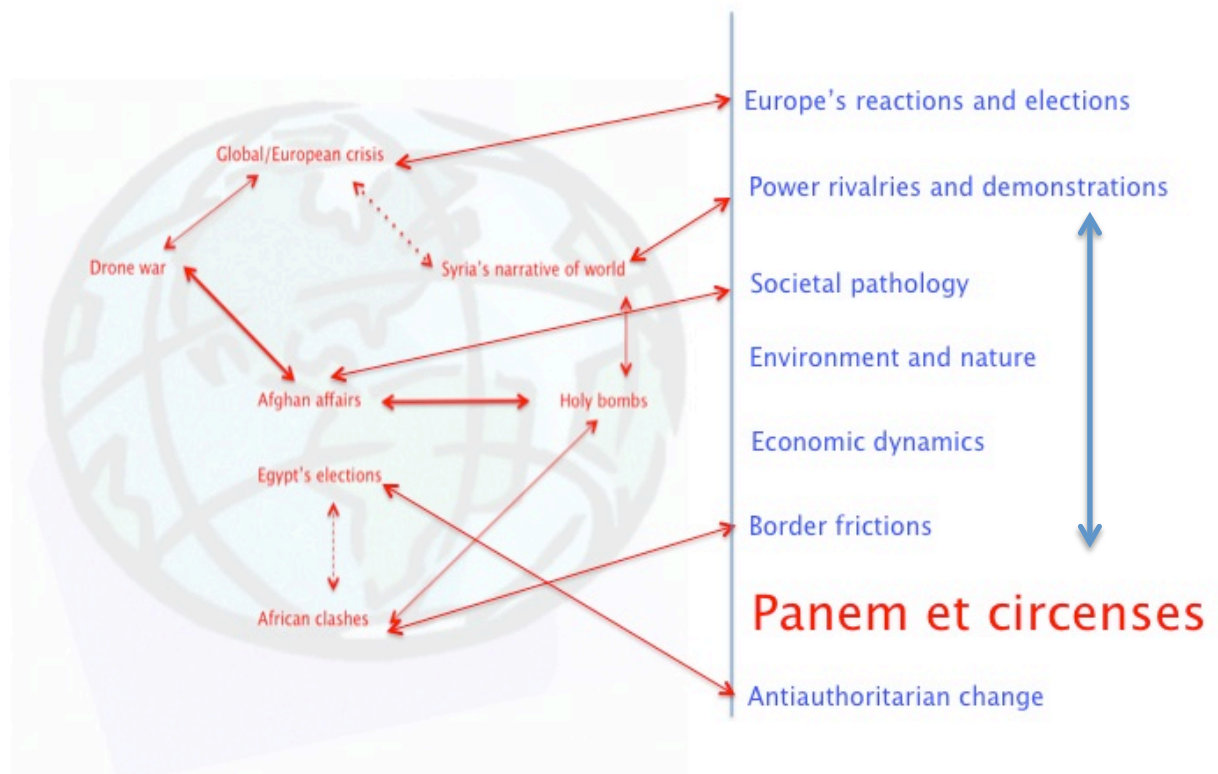 Global/European crisis
Drone war
Syria's narrative of world
Afghan affairs
Holy bombs
Egypt's elections
African clashes
Europe's reactions and elections
Power rivalries and demonstrations
Societal pathology
Environment and nature
Economic dynamics
Border frictions
Panem et circenses
Antiauthoritarian change